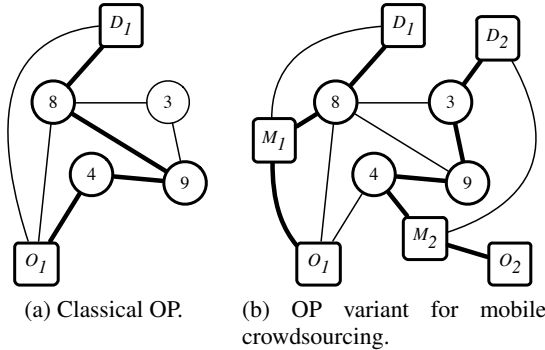 D1
D1
D2
8
3
8
3
M1
4
9
4
9
M2
O1
O1
O2
(a) Classical OP.
(b) OP variant for mobile
crowdsourcing.